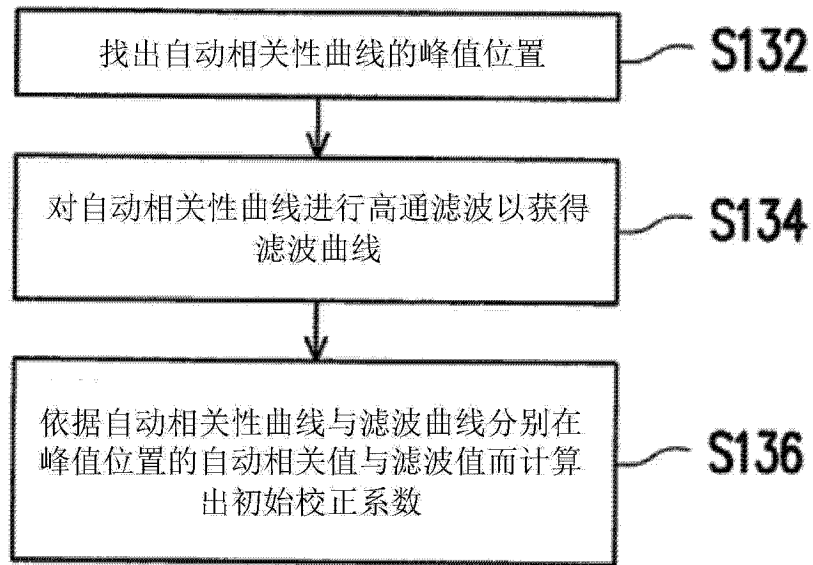 找出自动相关性曲线的峰值位置
S132
对自动相关性曲线进行高通滤波以获得
滤波曲线
S134
依据自动相关性曲线与滤波曲线分别在
峰值位置的自动相关值与滤波值而计算
出初始校正系数
S136